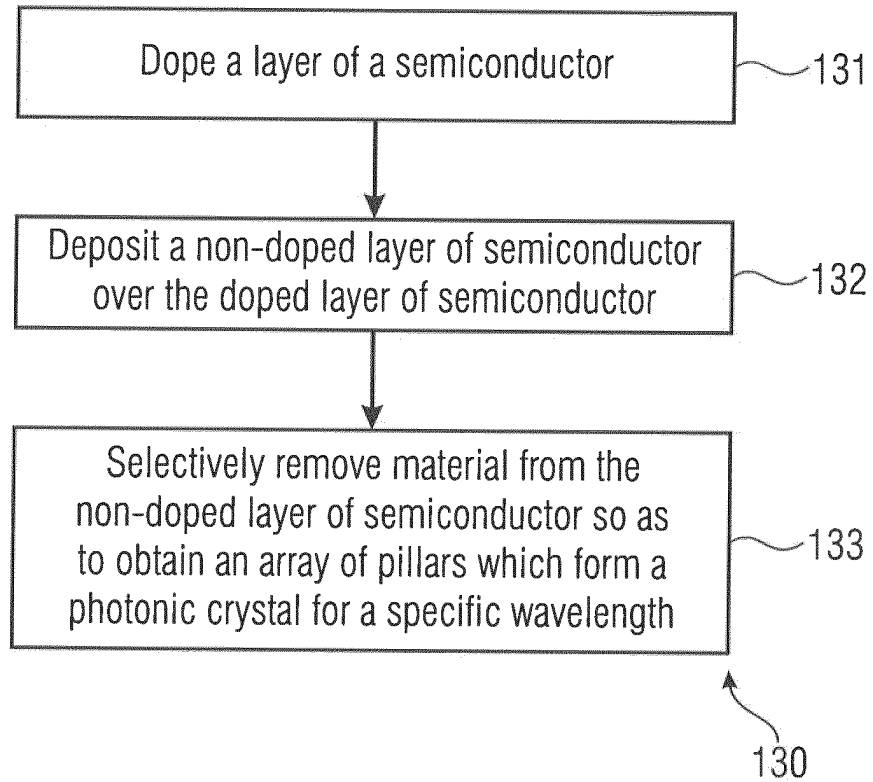 Dope a layer of a semiconductor
131
Deposit a non-doped layer of semiconductor
over the doped layer of semiconductor
132
Selectively remove material from the
non-doped layer of semiconductor so as
to obtain an array of pillars which form a
photonic crystal for a specific wavelength
133
130